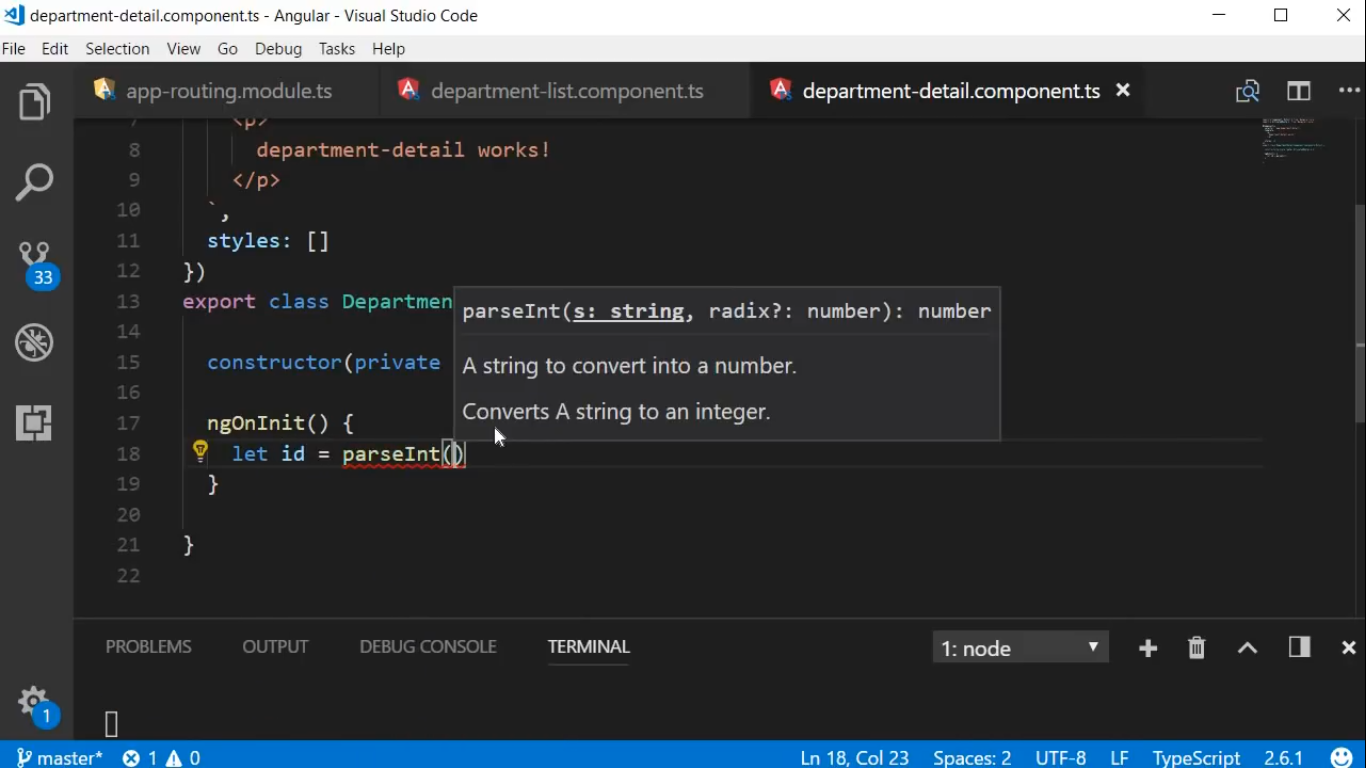 department-detail.component.ts - Angular - Visual Studio Code
File Edit Selection View Go Debug Tasks Help
app-routing.module.ts department-list.component.ts department-detail.component.ts
<p>
8 department-detail works!
9 </p>
10 `,
11 styles: []
12 })
13 export class Departmen
parseInt(s: string, radix?: number): number
14
15 constructor(private
A string to convert into a number.
16
Converts A string to an integer.
17 ngOnInit() {
18 let id = parseInt()
19 }
20
21 }
22
33
PROBLEMS OUTPUT DEBUG CONSOLE TERMINAL 1: node
1
master* 1 0 Ln 18, Col 23 Spaces: 2 UTF-8 LF TypeScript 2.6.1